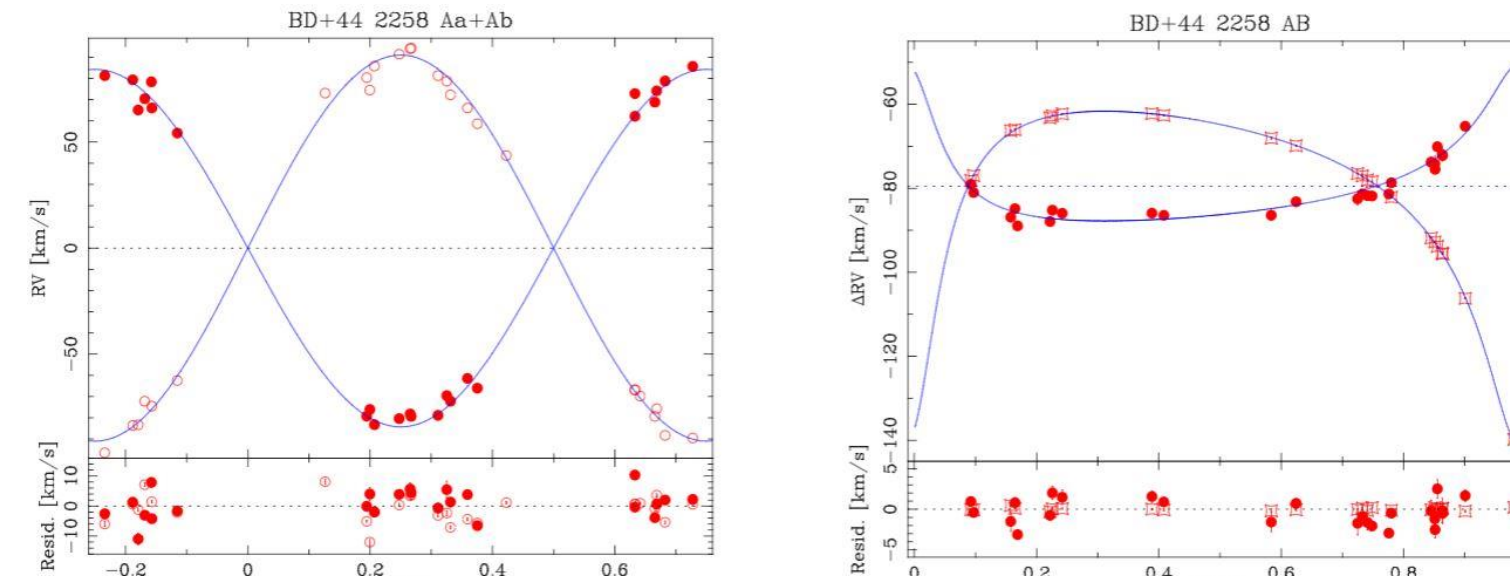 BD+44 2258 Aa+Ab
RV [km/s]
50
0
−50
Resid. [km/s]
10
0
−10
−0.2 0 0.2 0.4 0.6
BD+44 2258 AB
ΔRV [km/s]
−60
−80
−100
−120
−140
Resid. [km/s]
5
0
−5
0 0.2 0.4 0.6 0.8